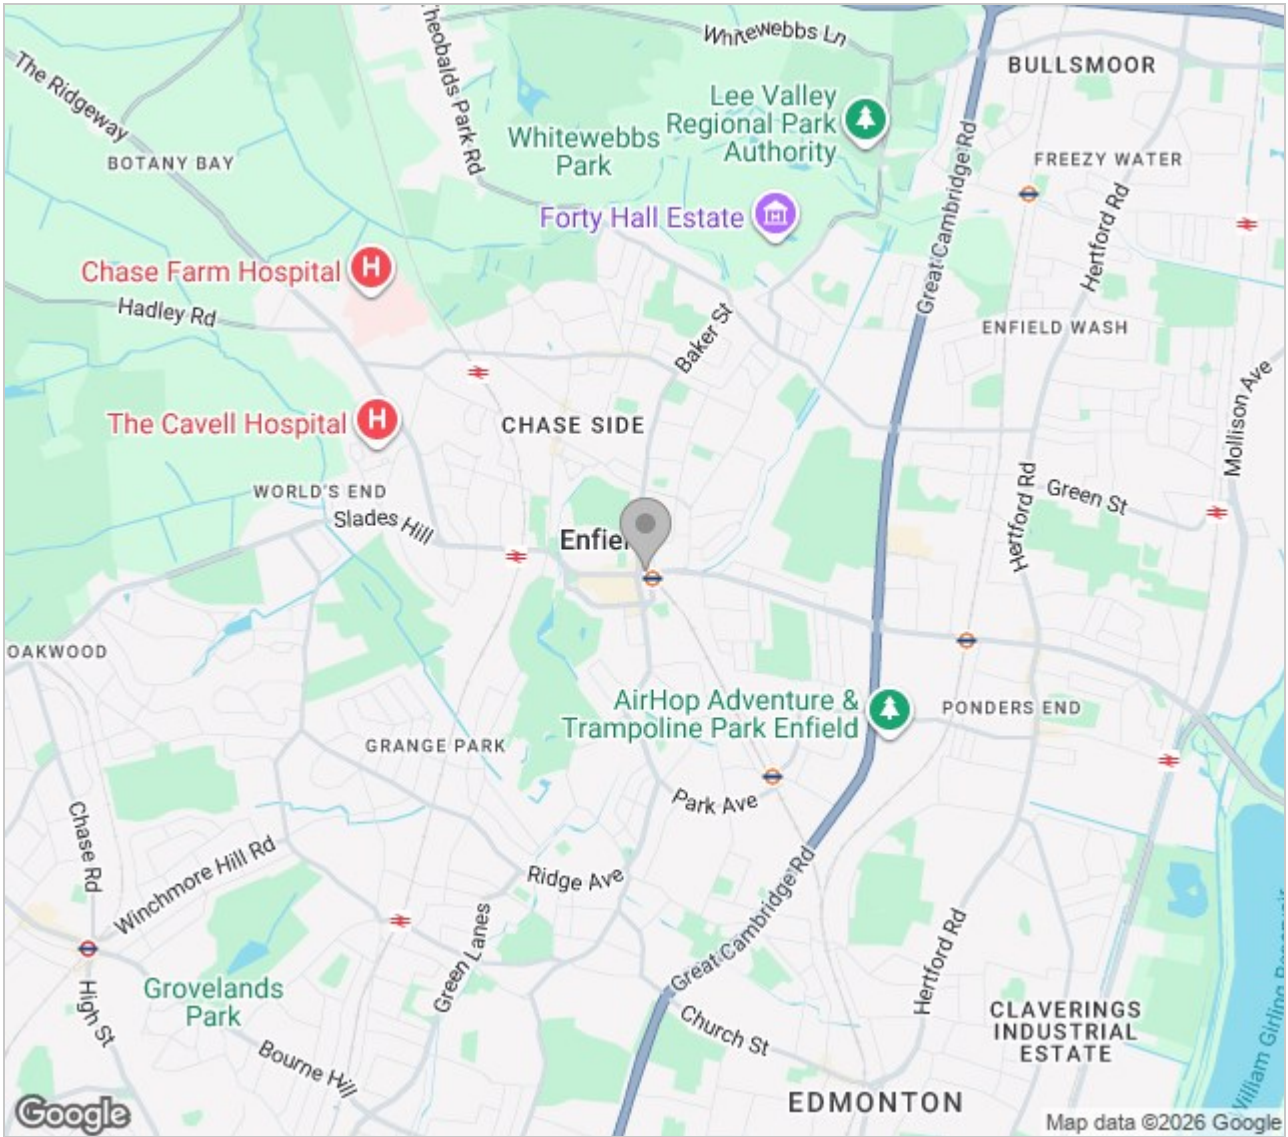 Theobalds Park Rd
Whitewebbs Ln
The Ridgeway
BULLSMOOR
Lee Valley
Regional Park
Authority
Whitewebbs
Park
BOTANY BAY
FREEZY WATER
Great Cambridge Rd
Hertford Rd
Forty Hall Estate
Chase Farm Hospital
H
Hadley Rd
Baker St
ENFIELD WASH
Mollison Ave
The Cavell Hospital
H
CHASE SIDE
WORLD'S END
Slades Hill
Green St
Hertford Rd
Enfie
OAKWOOD
AirHop Adventure &
Trampoline Park Enfield
PONDERS END
GRANGE PARK
Park Ave
Chase Rd
Winchmore Hill Rd
Ridge Ave
Great Cambridge Rd
Green Lanes
Hertford Rd
Grovelands
Park
High St
Church St
CLAVERINGS
INDUSTRIAL
ESTATE
Bourne Hill
William Girling
EDMONTON
Google
Map data ©2026 Google